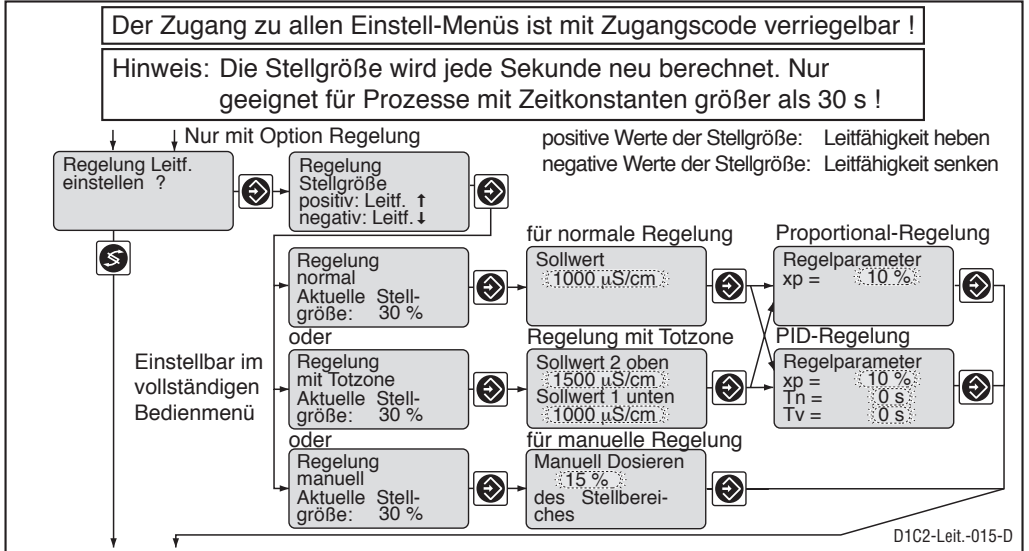 Der Zugang zu allen Einstell-Menüs ist mit Zugangscode verriegelbar !
Hinweis: Die Stellgröße wird jede Sekunde neu berechnet. Nur
geeignet für Prozesse mit Zeitkonstanten größer als 30 s !
Nur mit Option Regelung
positive Werte der Stellgröße: Leitfähigkeit heben
negative Werte der Stellgröße: Leitfähigkeit senken
Regelung Leitf.
einstellen ?
Regelung
Stellgröße
positiv: Leitf. ↑
negativ: Leitf. ↓
für normale Regelung
Proportional-Regelung
Regelung
normal
Aktuelle Stell-
größe: 30 %
Sollwert
1000 µS/cm
Regelparameter
xp = 10 %
oder
Regelung mit Totzone
PID-Regelung
Einstellbar im
vollständigen
Bedienmenü
Regelung
mit Totzone
Aktuelle Stell-
größe: 30 %
Sollwert 2 oben
1500 µS/cm
Sollwert 1 unten
1000 µS/cm
Regelparameter
xp = 10 %
Tn = 0 s
Tv = 0 s
oder
für manuelle Regelung
Regelung
manuell
Aktuelle Stell-
größe: 30 %
Manuell Dosieren
15 %
des Stellberei-
ches
D1C2-Leit.-015-D